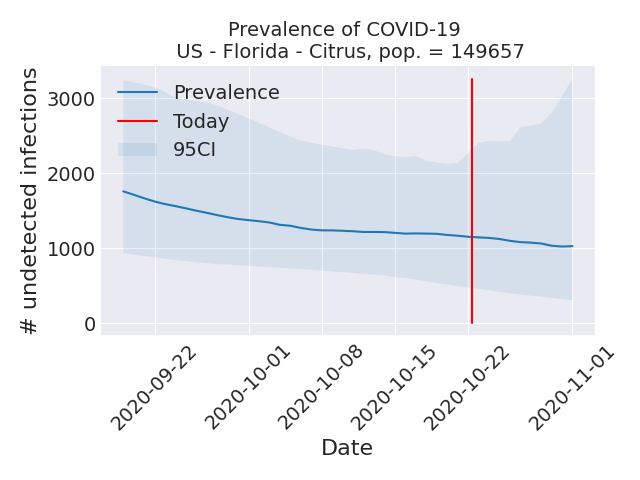 Prevalence of COVID-19
US - Florida - Citrus, pop. = 149657
# undetected infections
3000
2000
1000
0
Prevalence
Today
95CI
2020-09-22
2020-10-01
2020-10-08
2020-10-15
2020-10-22
2020-11-01
Date